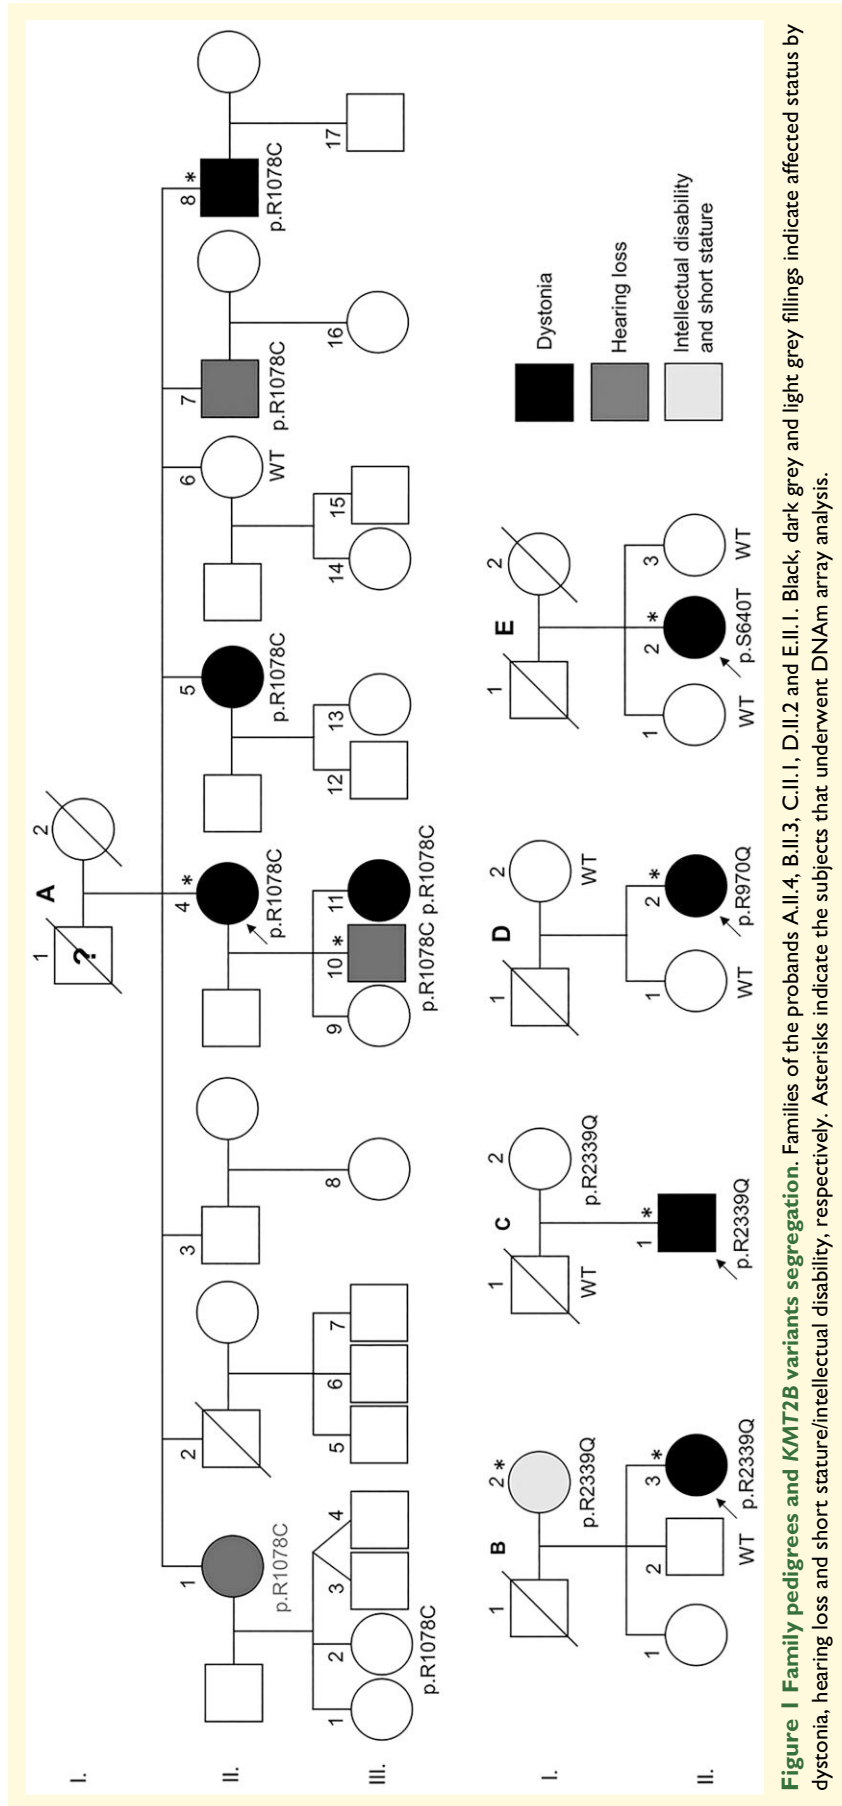 A
I.
1
?
2
II.
1
p.R1078C
2
3
4
*
p.R1078C
5
p.R1078C
6
WT
7
p.R1078C
8
*
p.R1078C
III.
1
2
p.R1078C
3
4
5
6
7
8
9
10
*
p.R1078C
11
p.R1078C
12
13
14
15
16
17
B
I.
1
2
*
p.R2339Q
II.
1
2
WT
3
*
p.R2339Q
C
1
WT
2
p.R2339Q
1
*
p.R2339Q
D
1
2
WT
1
WT
2
*
p.R970Q
E
1
2
1
WT
2
*
p.S640T
3
WT
Dystonia
Hearing loss
Intellectual disability
and short stature
Figure 1 Family pedigrees and KMT2B variants segregation. Families of the probands A.II.4, B.II.3, C.II.1, D.II.2 and E.II.1. Black, dark grey and light grey fillings indicate affected status by
dystonia, hearing loss and short stature/intellectual disability, respectively. Asterisks indicate the subjects that underwent DNAm array analysis.